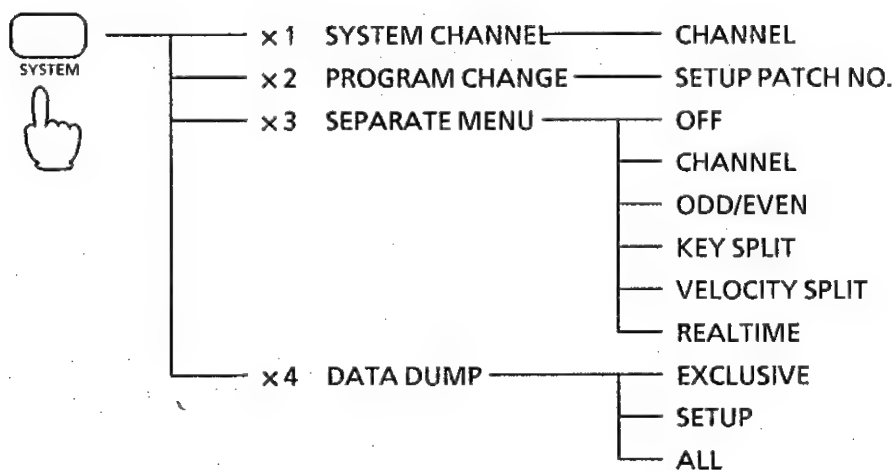 ×1 SYSTEM CHANNEL CHANNEL
SYSTEM
×2 PROGRAM CHANGE SETUP PATCH NO.
×3 SEPARATE MENU OFF
CHANNEL
ODD/EVEN
KEY SPLIT
VELOCITY SPLIT
REALTIME
×4 DATA DUMP EXCLUSIVE
SETUP
ALL